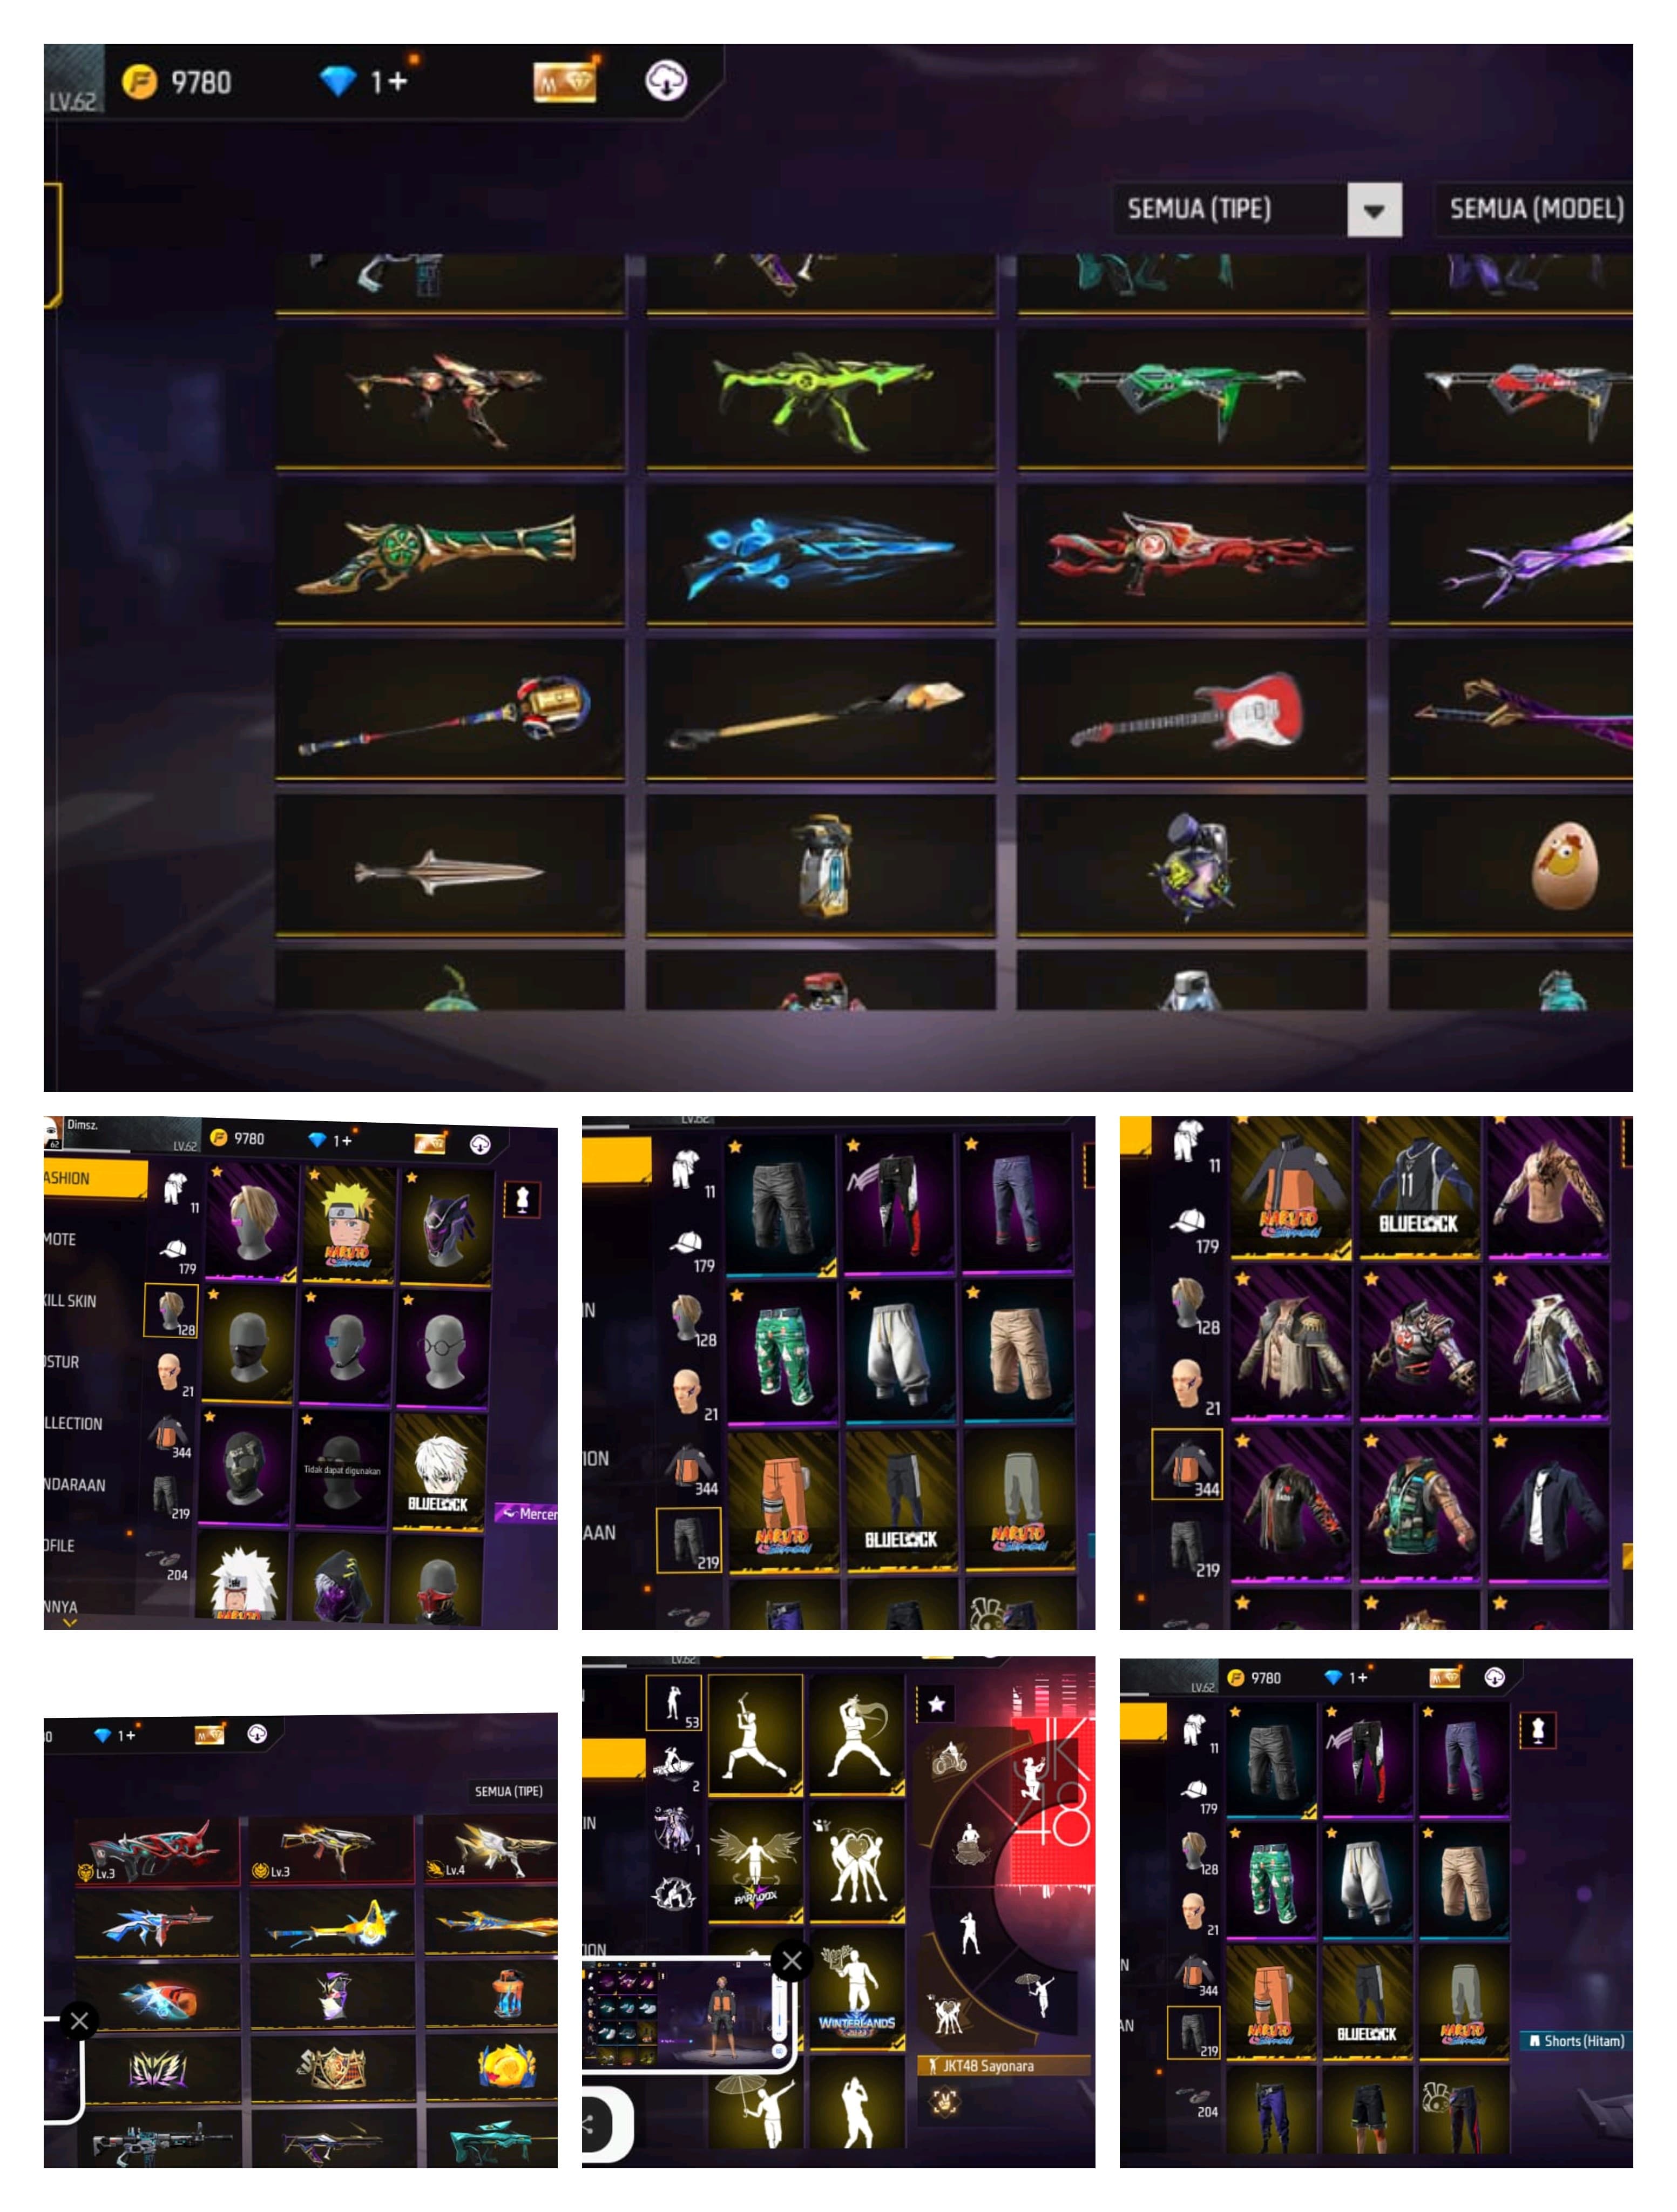 LV.62
9780
1+
SEMUA (TIPE)
SEMUA (MODEL)
Dimsz.
62
LV.62
9780
1+
ASHION
MOTE
KILL SKIN
OSTUR
LLECTION
NDARAAN
OFILE
NNYA
11
179
128
21
344
219
204
NARUTO
Tidak dapat digunakan
BLUELOCK
NARUTO
Mercer
LV.62
IN
ION
AAN
11
179
128
21
344
219
NARUTO
BLUELOCK
NARUTO
11
179
128
21
344
219
NARUTO
11
BLUELOCK
1+
SEMUA (TIPE)
Lv.3
Lv.3
Lv.4
LV.62
IN
ION
53
2
1
PARADOX
WINTERLANDS
2023
JK
48
JKT48 Sayonara
LV.62
9780
1+
N
AN
11
179
128
21
344
219
204
NARUTO
BLUELOCK
NARUTO
Shorts (Hitam)